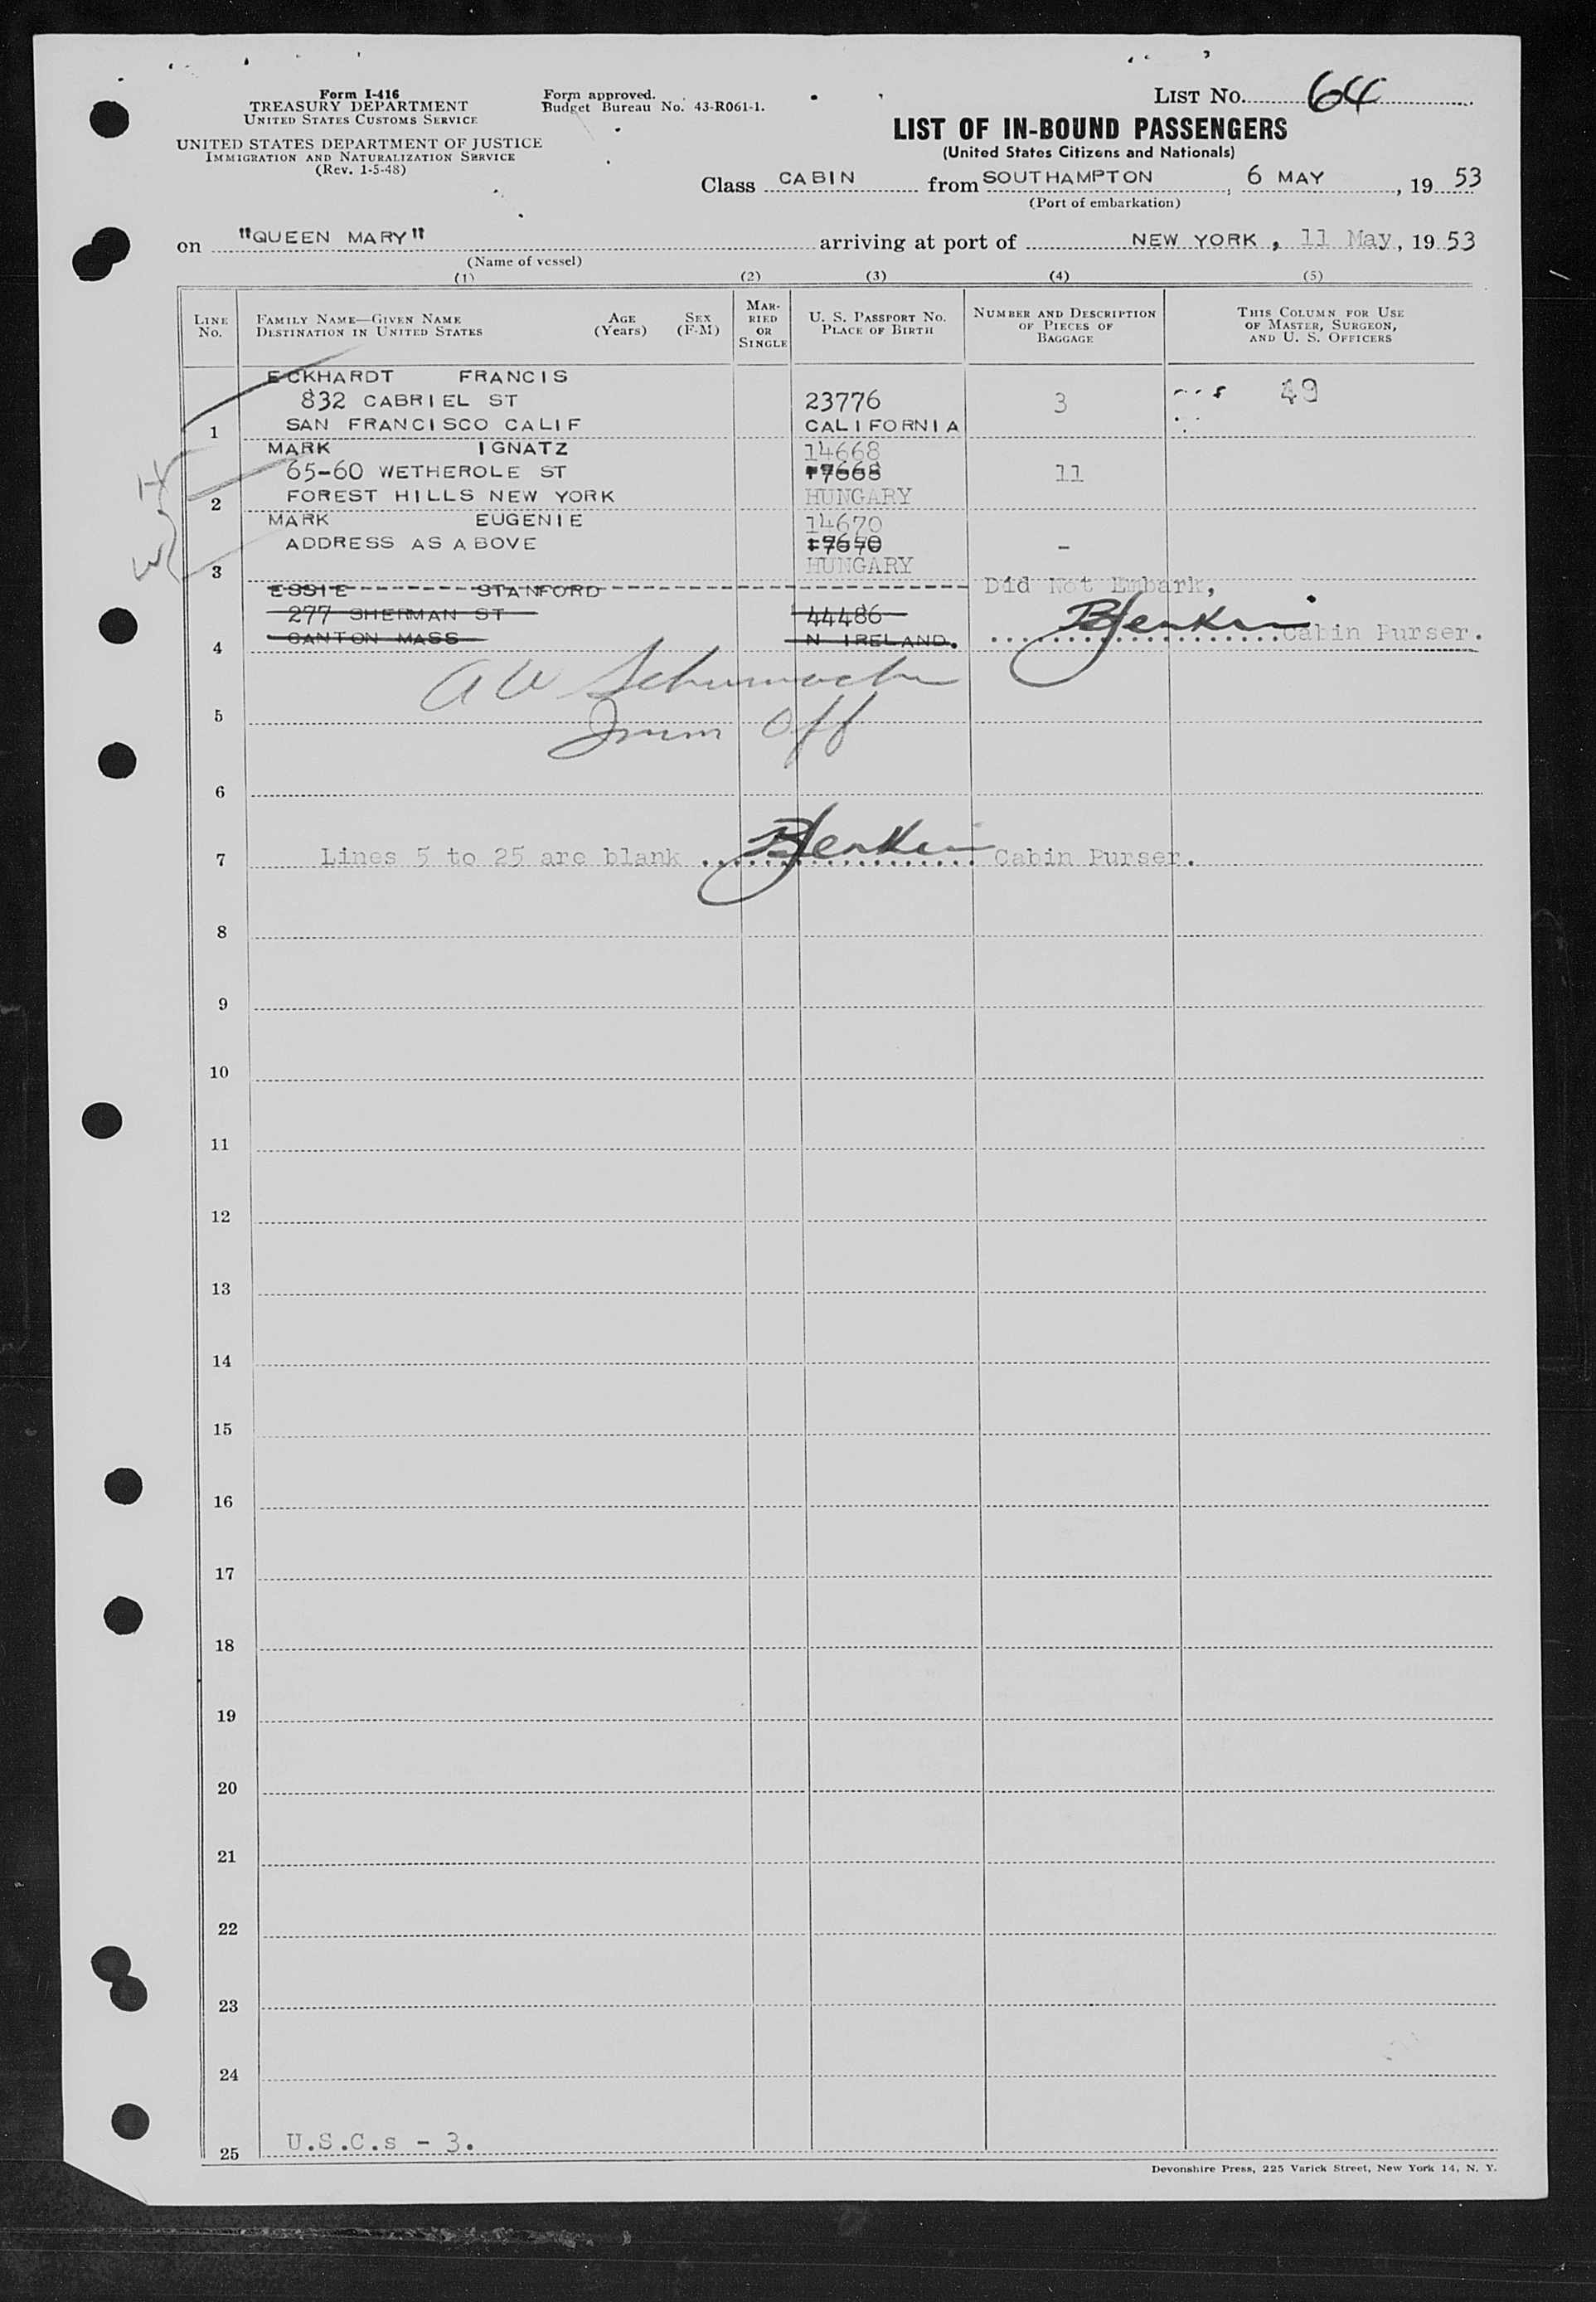 Form I-416
TREASURY DEPARTMENT
UNITED STATES CUSTOMS SERVICE
UNITED STATES DEPARTMENT OF JUSTICE
IMMIGRATION AND NATURALIZATION SERVICE
(Rev. 1-5-48)
Form approved.
Budget Bureau No. 43-R061-1.
LIST No. 64
LIST OF IN-BOUND PASSENGERS
(United States Citizens and Nationals)
Class CABIN from SOUTHAMPTON, 6 MAY, 19 53
(Port of embarkation)
on "QUEEN MARY" arriving at port of NEW YORK, 11 May, 19 53
(Name of vessel)
(1) (2) (3) (4) (5)
LINE No. FAMILY NAME—GIVEN NAME DESTINATION IN UNITED STATES AGE (Years) SEX (F-M) MARRIED OR SINGLE U. S. PASSPORT No. PLACE OF BIRTH NUMBER AND DESCRIPTION OF PIECES OF BAGGAGE THIS COLUMN FOR USE OF MASTER, SURGEON, AND U. S. OFFICERS
ECKHARDT FRANCIS
832 CABRIEL ST 23776 3 49
1 SAN FRANCISCO CALIF CALIFORNIA
MARK IGNATZ 14668
65-60 WETHEROLE ST 17668 11
2 FOREST HILLS NEW YORK HUNGARY
MARK EUGENIE 14670
ADDRESS AS ABOVE 17670 -
3 HUNGARY
ESSIE STANFORD Did Not Embark,
277 SHERMAN ST 44486
4 CANTON MASS N IRELAND. BJenkin Cabin Purser.
A W Schumacher
5 Imm Off
6
7 Lines 5 to 25 are blank BJenkin Cabin Purser.
8
9
10
11
12
13
14
15
16
17
18
19
20
21
22
23
24
25 U.S.C.s - 3.
Devonshire Press, 225 Varick Street, New York 14, N. Y.